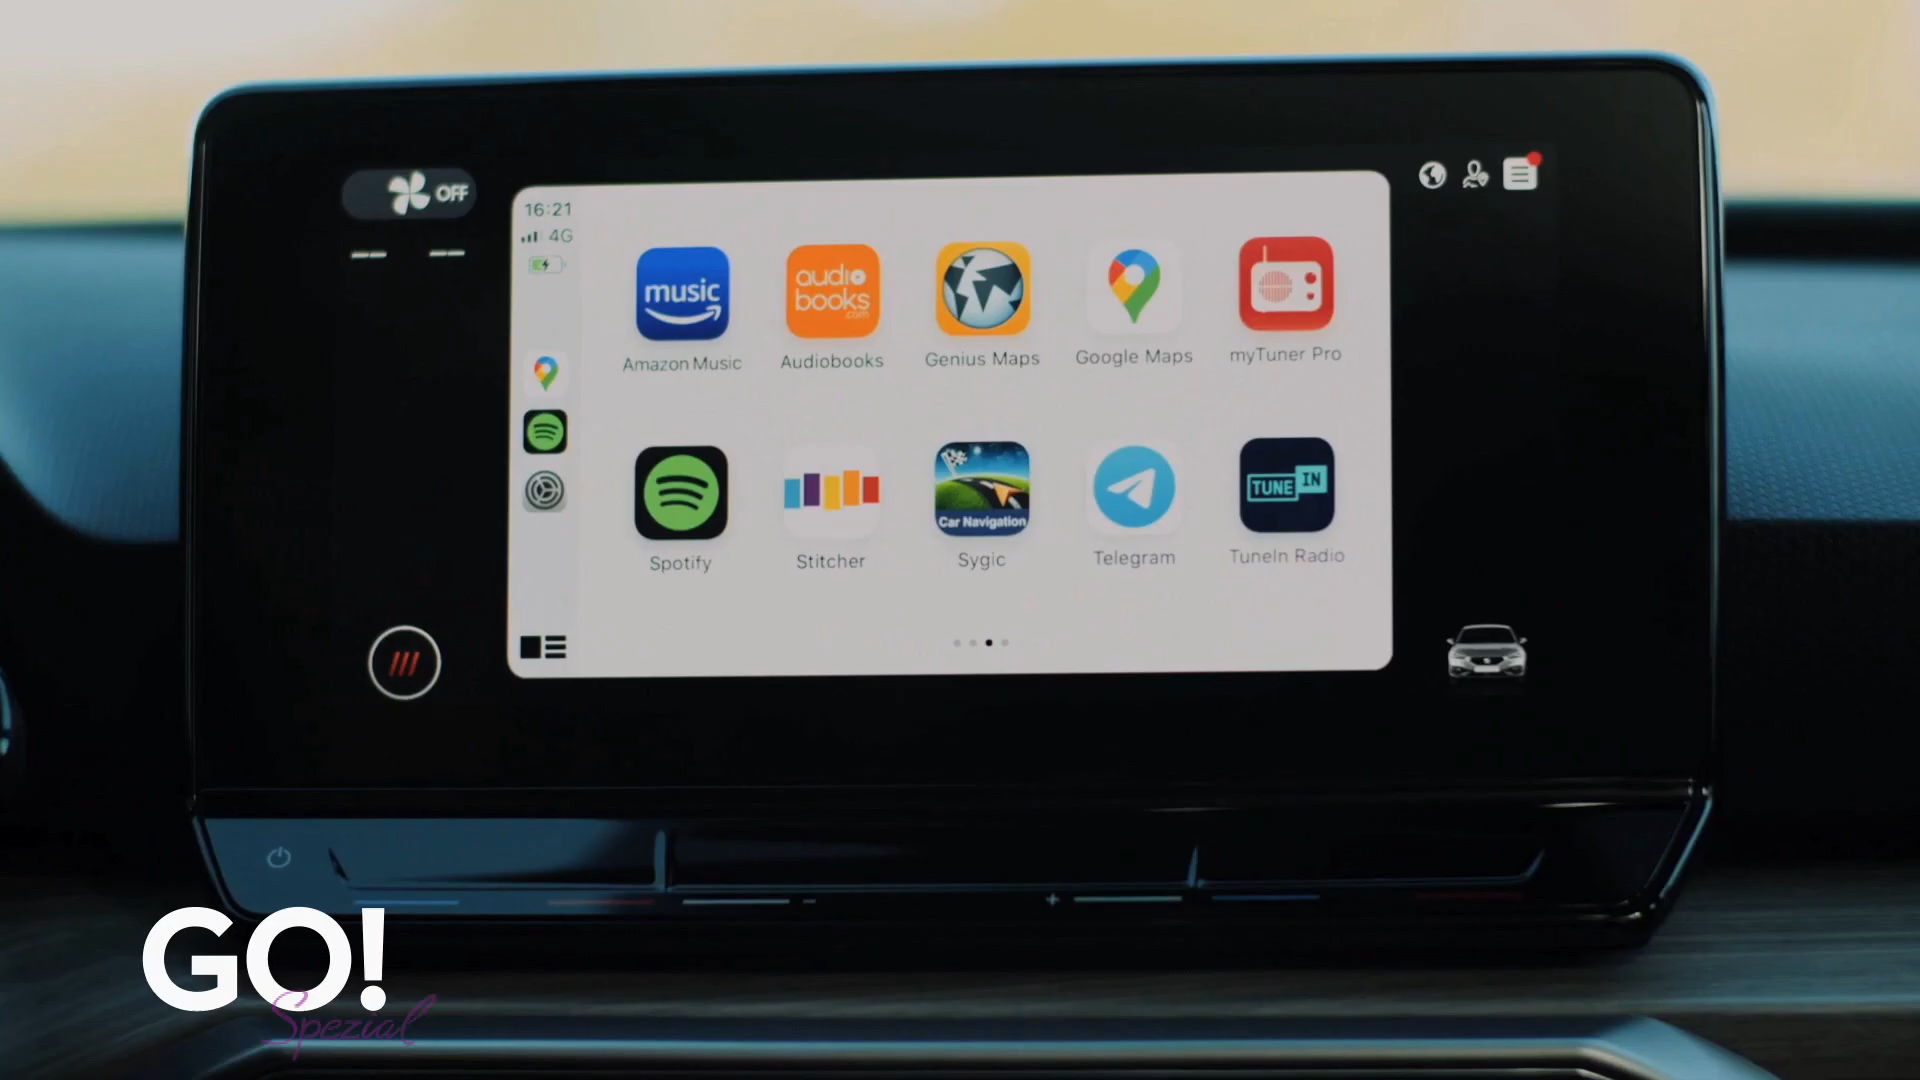 OFF
16:21
4G
music
Amazon Music
audio
books
.com
Audiobooks
Genius Maps
Google Maps
myTuner Pro
Spotify
Stitcher
Car Navigation
Sygic
Telegram
TUNE IN
TuneIn Radio
GO!
Spezial